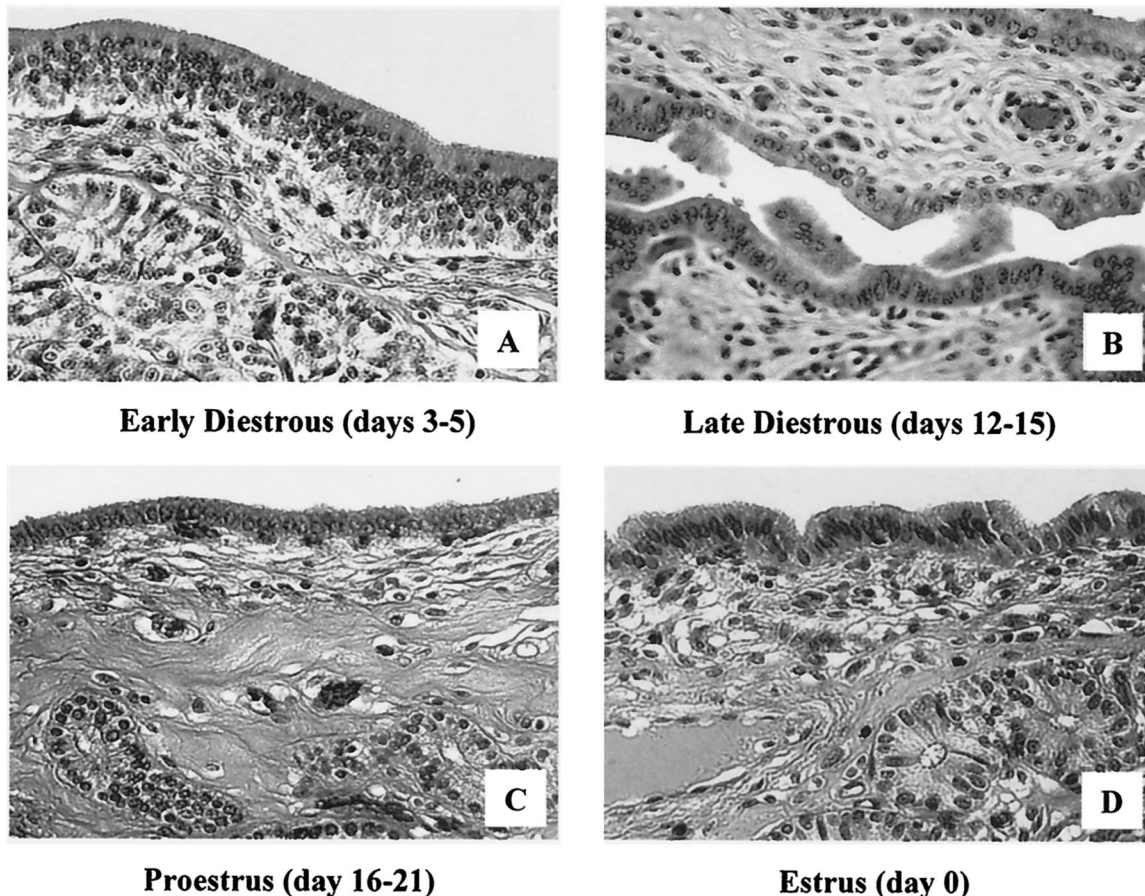 A
B
Early Diestrous (days 3-5)
Late Diestrous (days 12-15)
C
D
Proestrus (day 16-21)
Estrus (day 0)